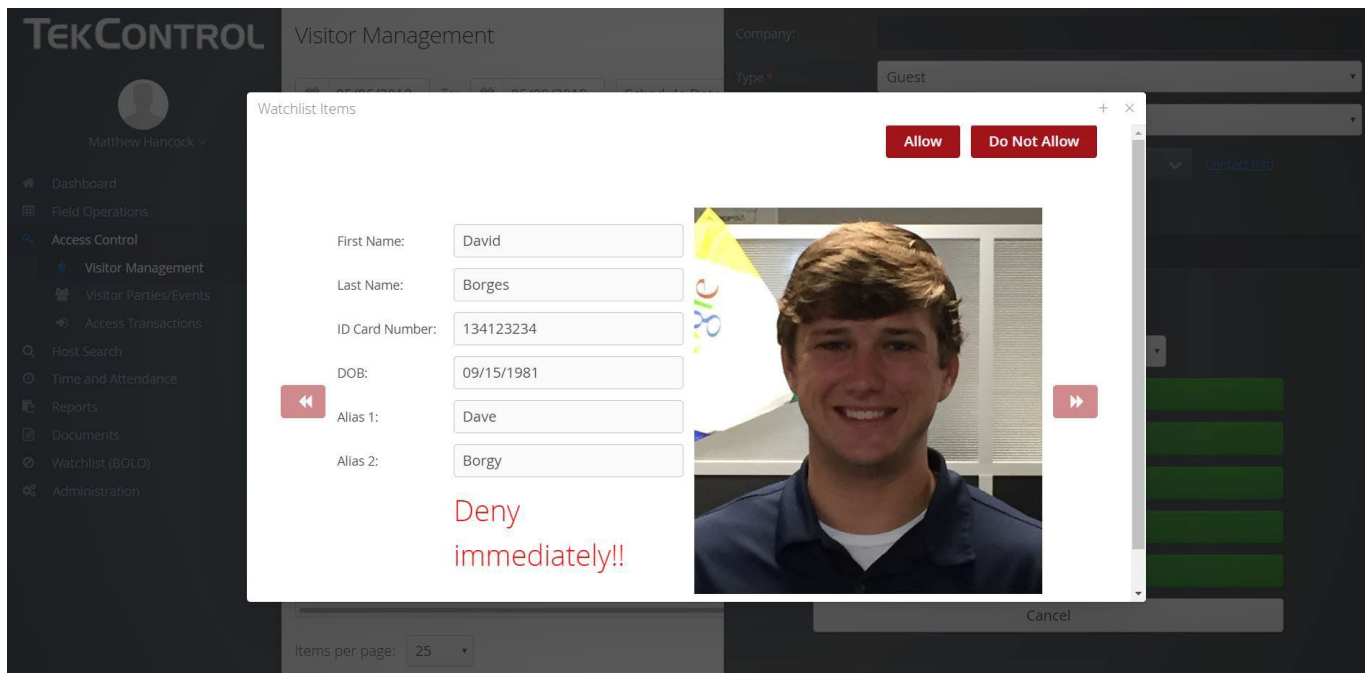 TEKCONTROL
Visitor Management
Company:
Type *
Guest
Matthew Hancock
Watchlist Items
Allow
Do Not Allow
Contact Info
Dashboard
Field Operations
Access Control
Visitor Management
Visitor Parties/Events
Access Transactions
Host Search
Time and Attendance
Reports
Documents
Watchlist (BOLO)
Administration
First Name:
David
Last Name:
Borges
ID Card Number:
134123234
DOB:
09/15/1981
Alias 1:
Dave
Alias 2:
Borgy
Deny
immediately!!
Cancel
Items per page:
25